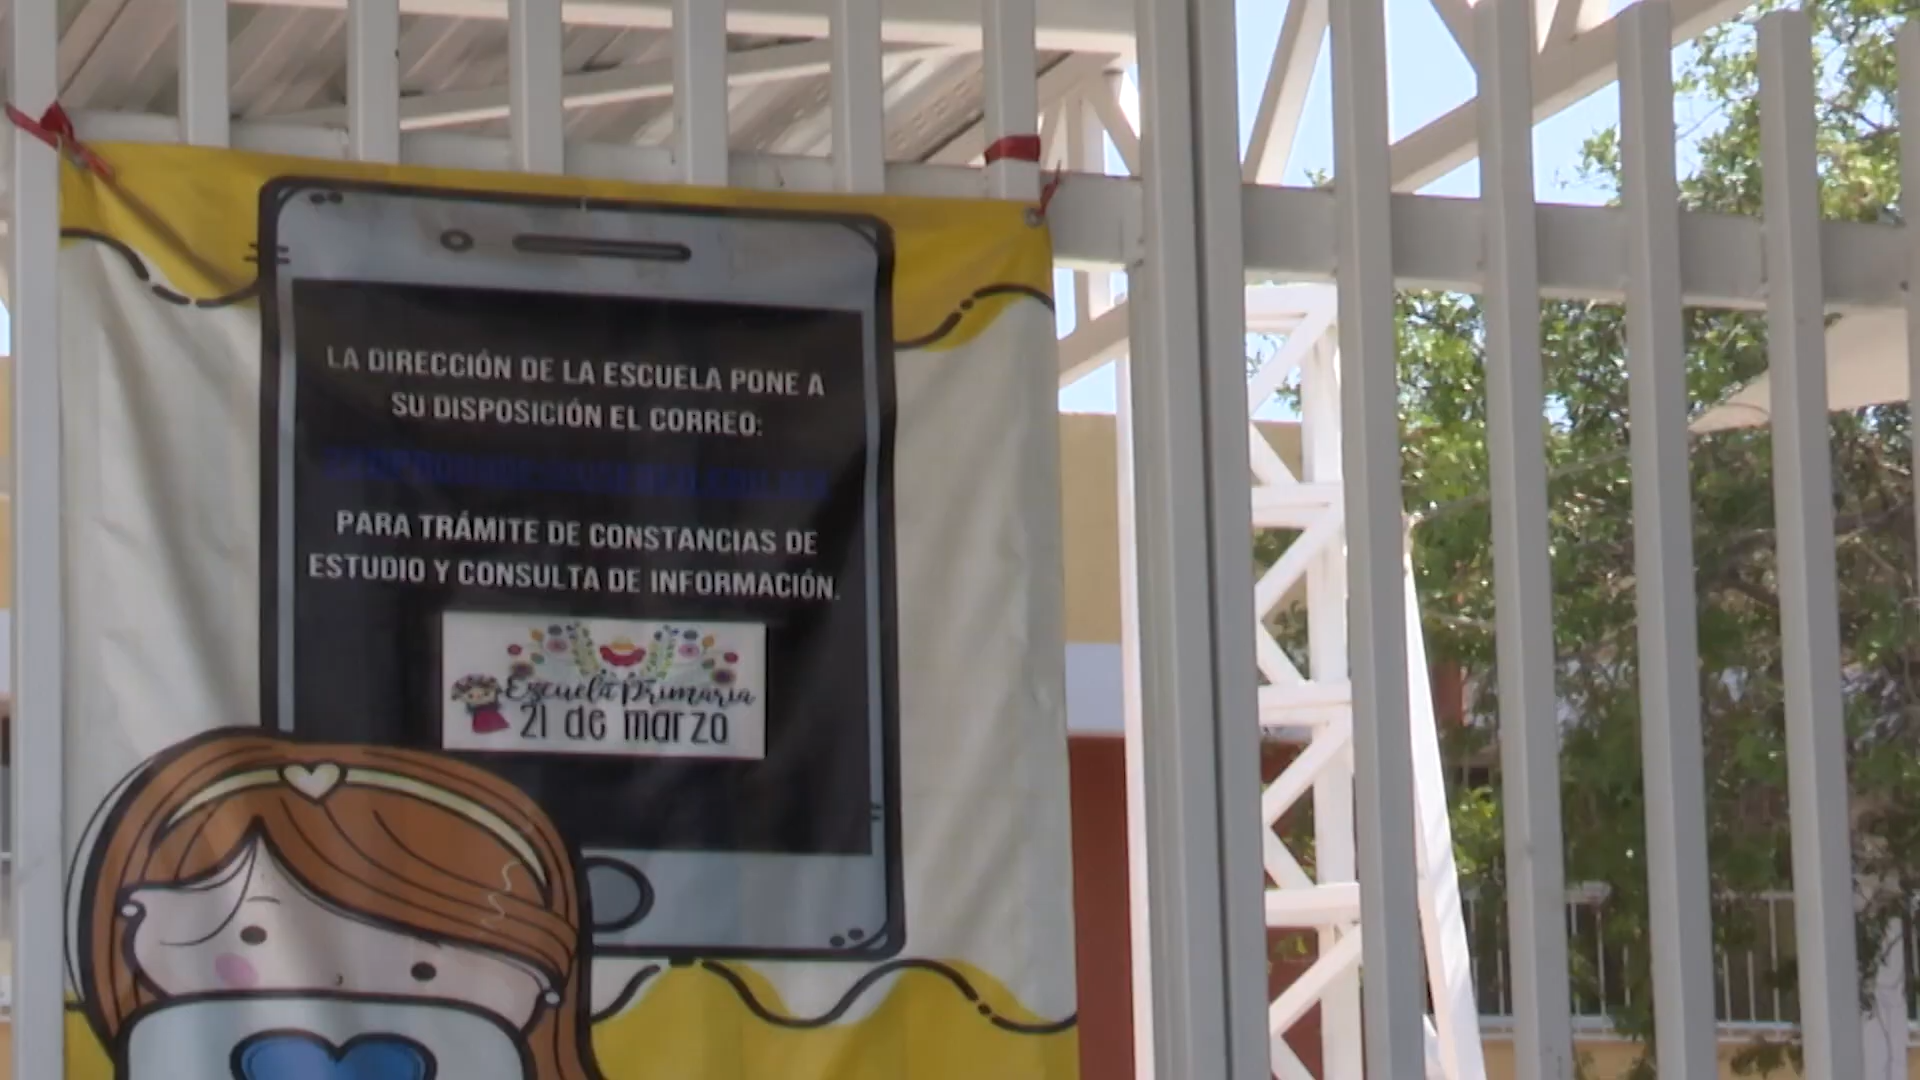 LA DIRECCIÓN DE LA ESCUELA PONE A
SU DISPOSICIÓN EL CORREO:
PARA TRÁMITE DE CONSTANCIAS DE
ESTUDIO Y CONSULTA DE INFORMACIÓN.
Escuela Primaria
21 de marzo